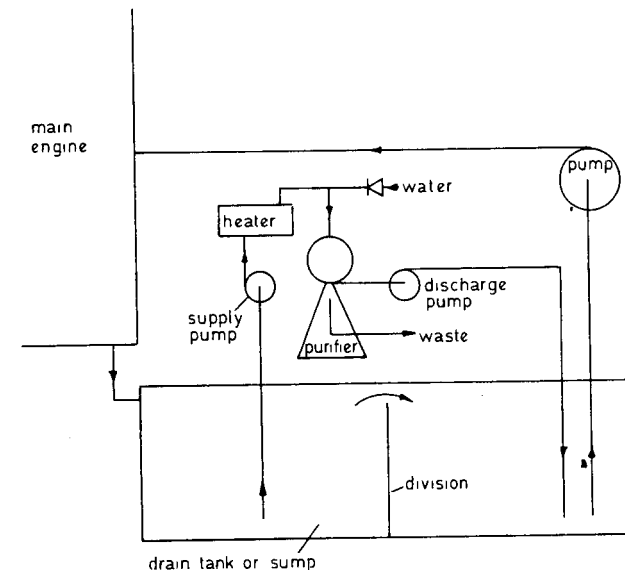 main
engine
pump
water
heater
discharge
pump
supply
pump
waste
purifier
division
drain tank or sump